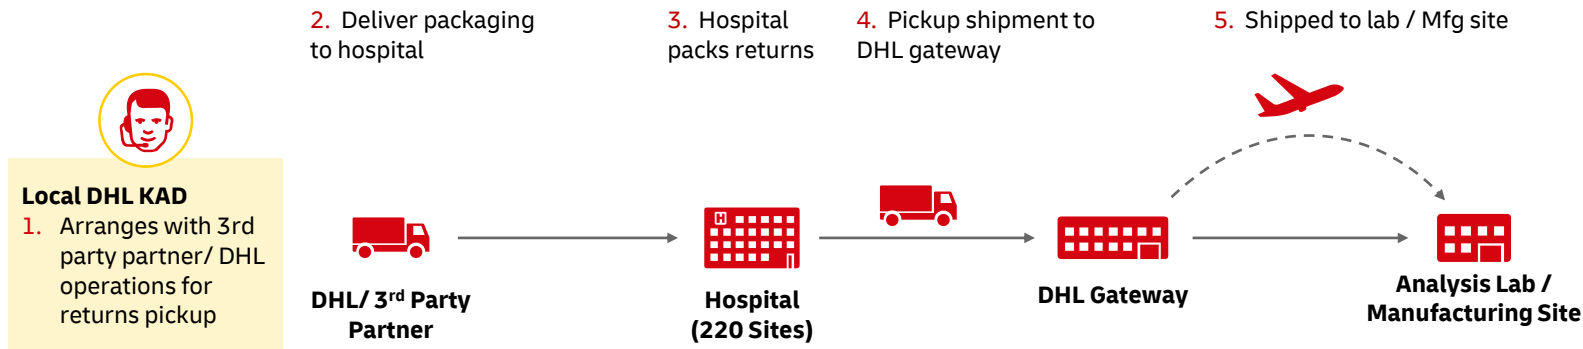 2. Deliver packaging
to hospital
3. Hospital
packs returns
4. Pickup shipment to
DHL gateway
5. Shipped to lab / Mfg site
Local DHL KAD
1. Arranges with 3rd
party partner/ DHL
operations for
returns pickup
DHL/ 3rd Party
Partner
H
Hospital
(220 Sites)
DHL Gateway
Analysis Lab /
Manufacturing Site